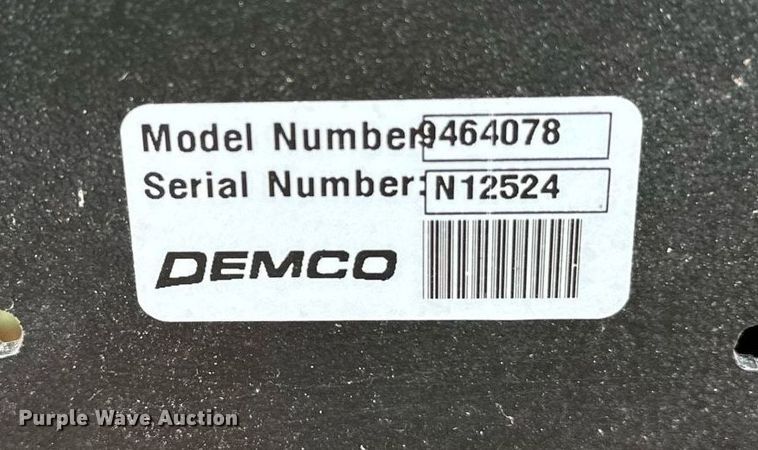 Model Number 9464078
Serial Number: N12524
DEMCO
Purple Wave Auction